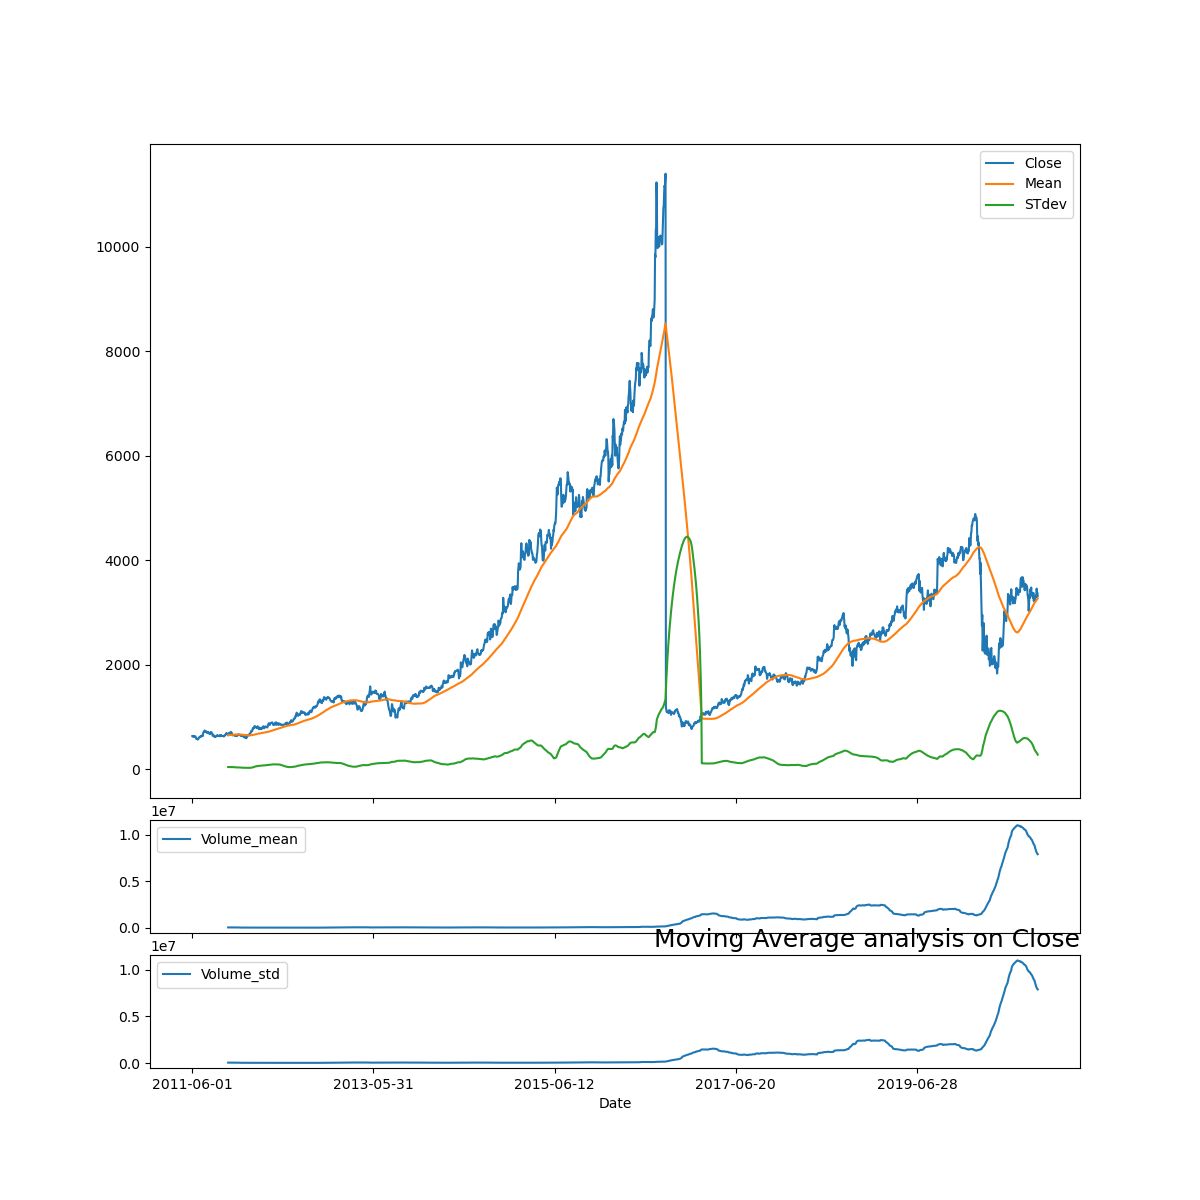 Close
Mean
STdev
10000
8000
6000
4000
2000
0
1e7
Volume_mean
1.0
0.5
0.0
Moving Average analysis on Close
1e7
Volume_std
1.0
0.5
0.0
2011-06-01 2013-05-31 2015-06-12 2017-06-20 2019-06-28
Date